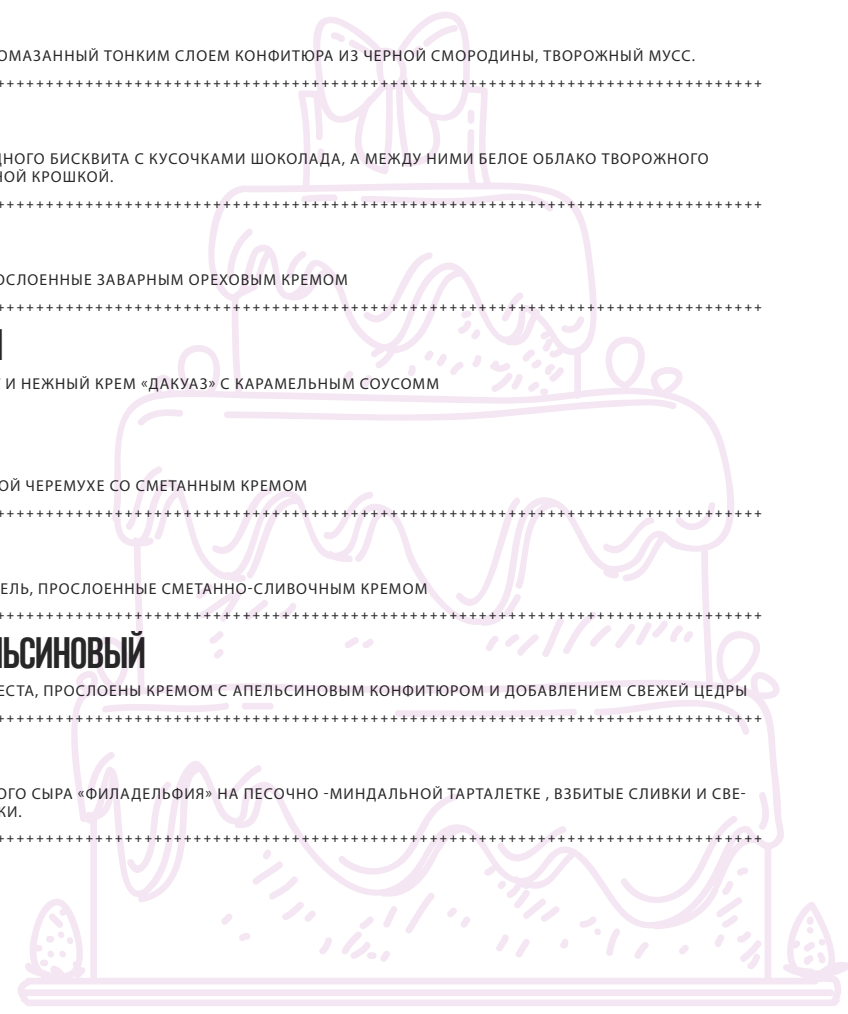 ОМАЗАННЫЙ ТОНКИМ СЛОЕМ КОНФИТЮРА ИЗ ЧЕРНОЙ СМОРОДИНЫ, ТВОРОЖНЫЙ МУСС.
ДНОГО БИСКВИТА С КУСОЧКАМИ ШОКОЛАДА, А МЕЖДУ НИМИ БЕЛОЕ ОБЛАКО ТВОРОЖНОГО
НОЙ КРОШКОЙ.
ОСЛОЕННЫЕ ЗАВАРНЫМ ОРЕХОВЫМ КРЕМОМ
И НЕЖНЫЙ КРЕМ «ДАКУАЗ» С КАРАМЕЛЬНЫМ СОУСОММ
ОЙ ЧЕРЕМУХЕ СО СМЕТАННЫМ КРЕМОМ
ЕЛЬ, ПРОСЛОЕННЫЕ СМЕТАННО-СЛИВОЧНЫМ КРЕМОМ
ЛЬСИНОВЫЙ
ЕСТА, ПРОСЛОЕНЫ КРЕМОМ С АПЕЛЬСИНОВЫМ КОНФИТЮРОМ И ДОБАВЛЕНИЕМ СВЕЖЕЙ ЦЕДРЫ
ОГО СЫРА «ФИЛАДЕЛЬФИЯ» НА ПЕСОЧНО -МИНДАЛЬНОЙ ТАРТАЛЕТКЕ , ВЗБИТЫЕ СЛИВКИ И СВЕ-
КИ.